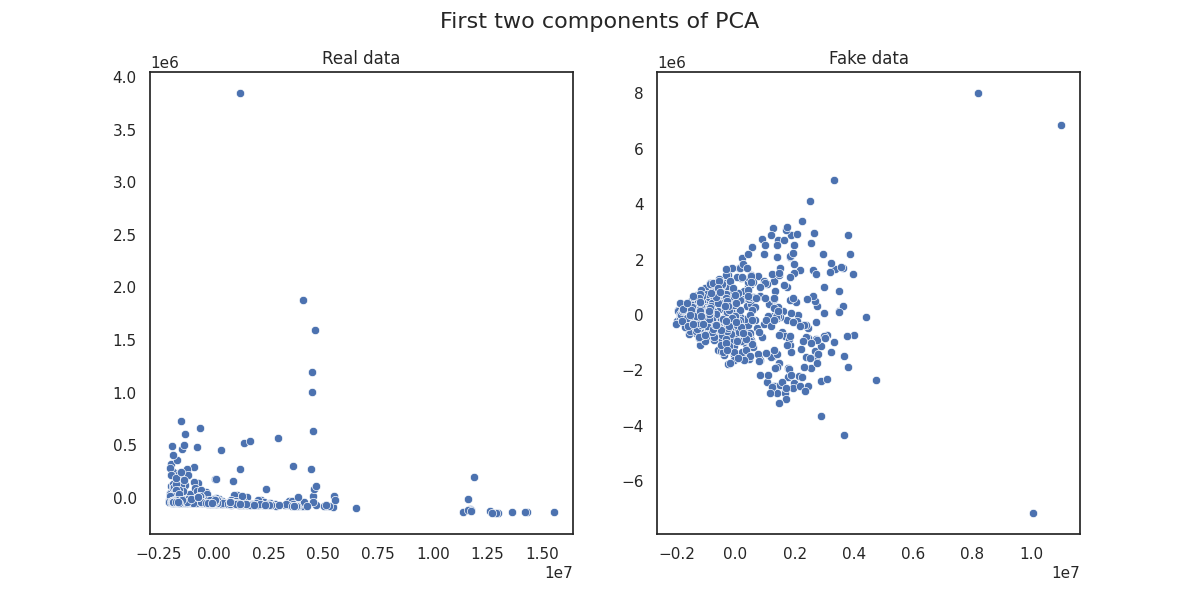 First two components of PCA
Real data
1e6
4.0
3.5
3.0
2.5
2.0
1.5
1.0
0.5
0.0
−0.25 0.00 0.25 0.50 0.75 1.00 1.25 1.50
1e7
Fake data
1e6
8
6
4
2
0
−2
−4
−6
−0.2 0.0 0.2 0.4 0.6 0.8 1.0
1e7